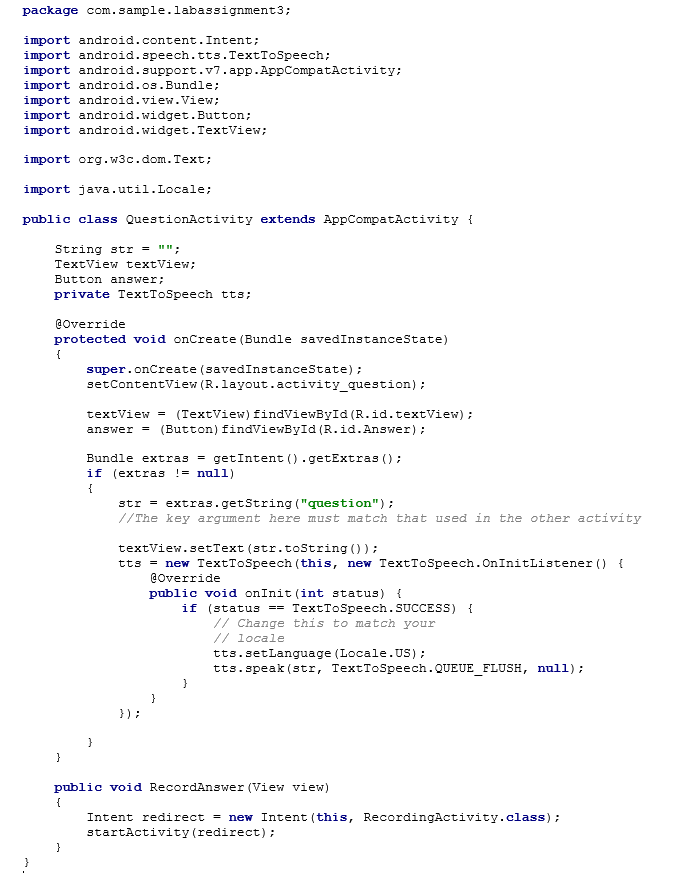 package com.sample.labassignment3;
import android.content.Intent;
import android.speech.tts.TextToSpeech;
import android.support.v7.app.AppCompatActivity;
import android.os.Bundle;
import android.view.View;
import android.widget.Button;
import android.widget.TextView;
import org.w3c.dom.Text;
import java.util.Locale;
public class QuestionActivity extends AppCompatActivity {
    String str = "";
    TextView textView;
    Button answer;
    private TextToSpeech tts;
    @Override
    protected void onCreate(Bundle savedInstanceState)
    {
        super.onCreate(savedInstanceState);
        setContentView(R.layout.activity_question);
        textView = (TextView)findViewById(R.id.textView);
        answer = (Button)findViewById(R.id.Answer);
        Bundle extras = getIntent().getExtras();
        if (extras != null)
        {
            str = extras.getString("question");
            //The key argument here must match that used in the other activity
            textView.setText(str.toString());
            tts = new TextToSpeech(this, new TextToSpeech.OnInitListener() {
                @Override
                public void onInit(int status) {
                    if (status == TextToSpeech.SUCCESS) {
                        // Change this to match your
                        // locale
                        tts.setLanguage(Locale.US);
                        tts.speak(str, TextToSpeech.QUEUE_FLUSH, null);
                    }
                }
            });
        }
    }
    public void RecordAnswer(View view)
    {
        Intent redirect = new Intent(this, RecordingActivity.class);
        startActivity(redirect);
    }
}